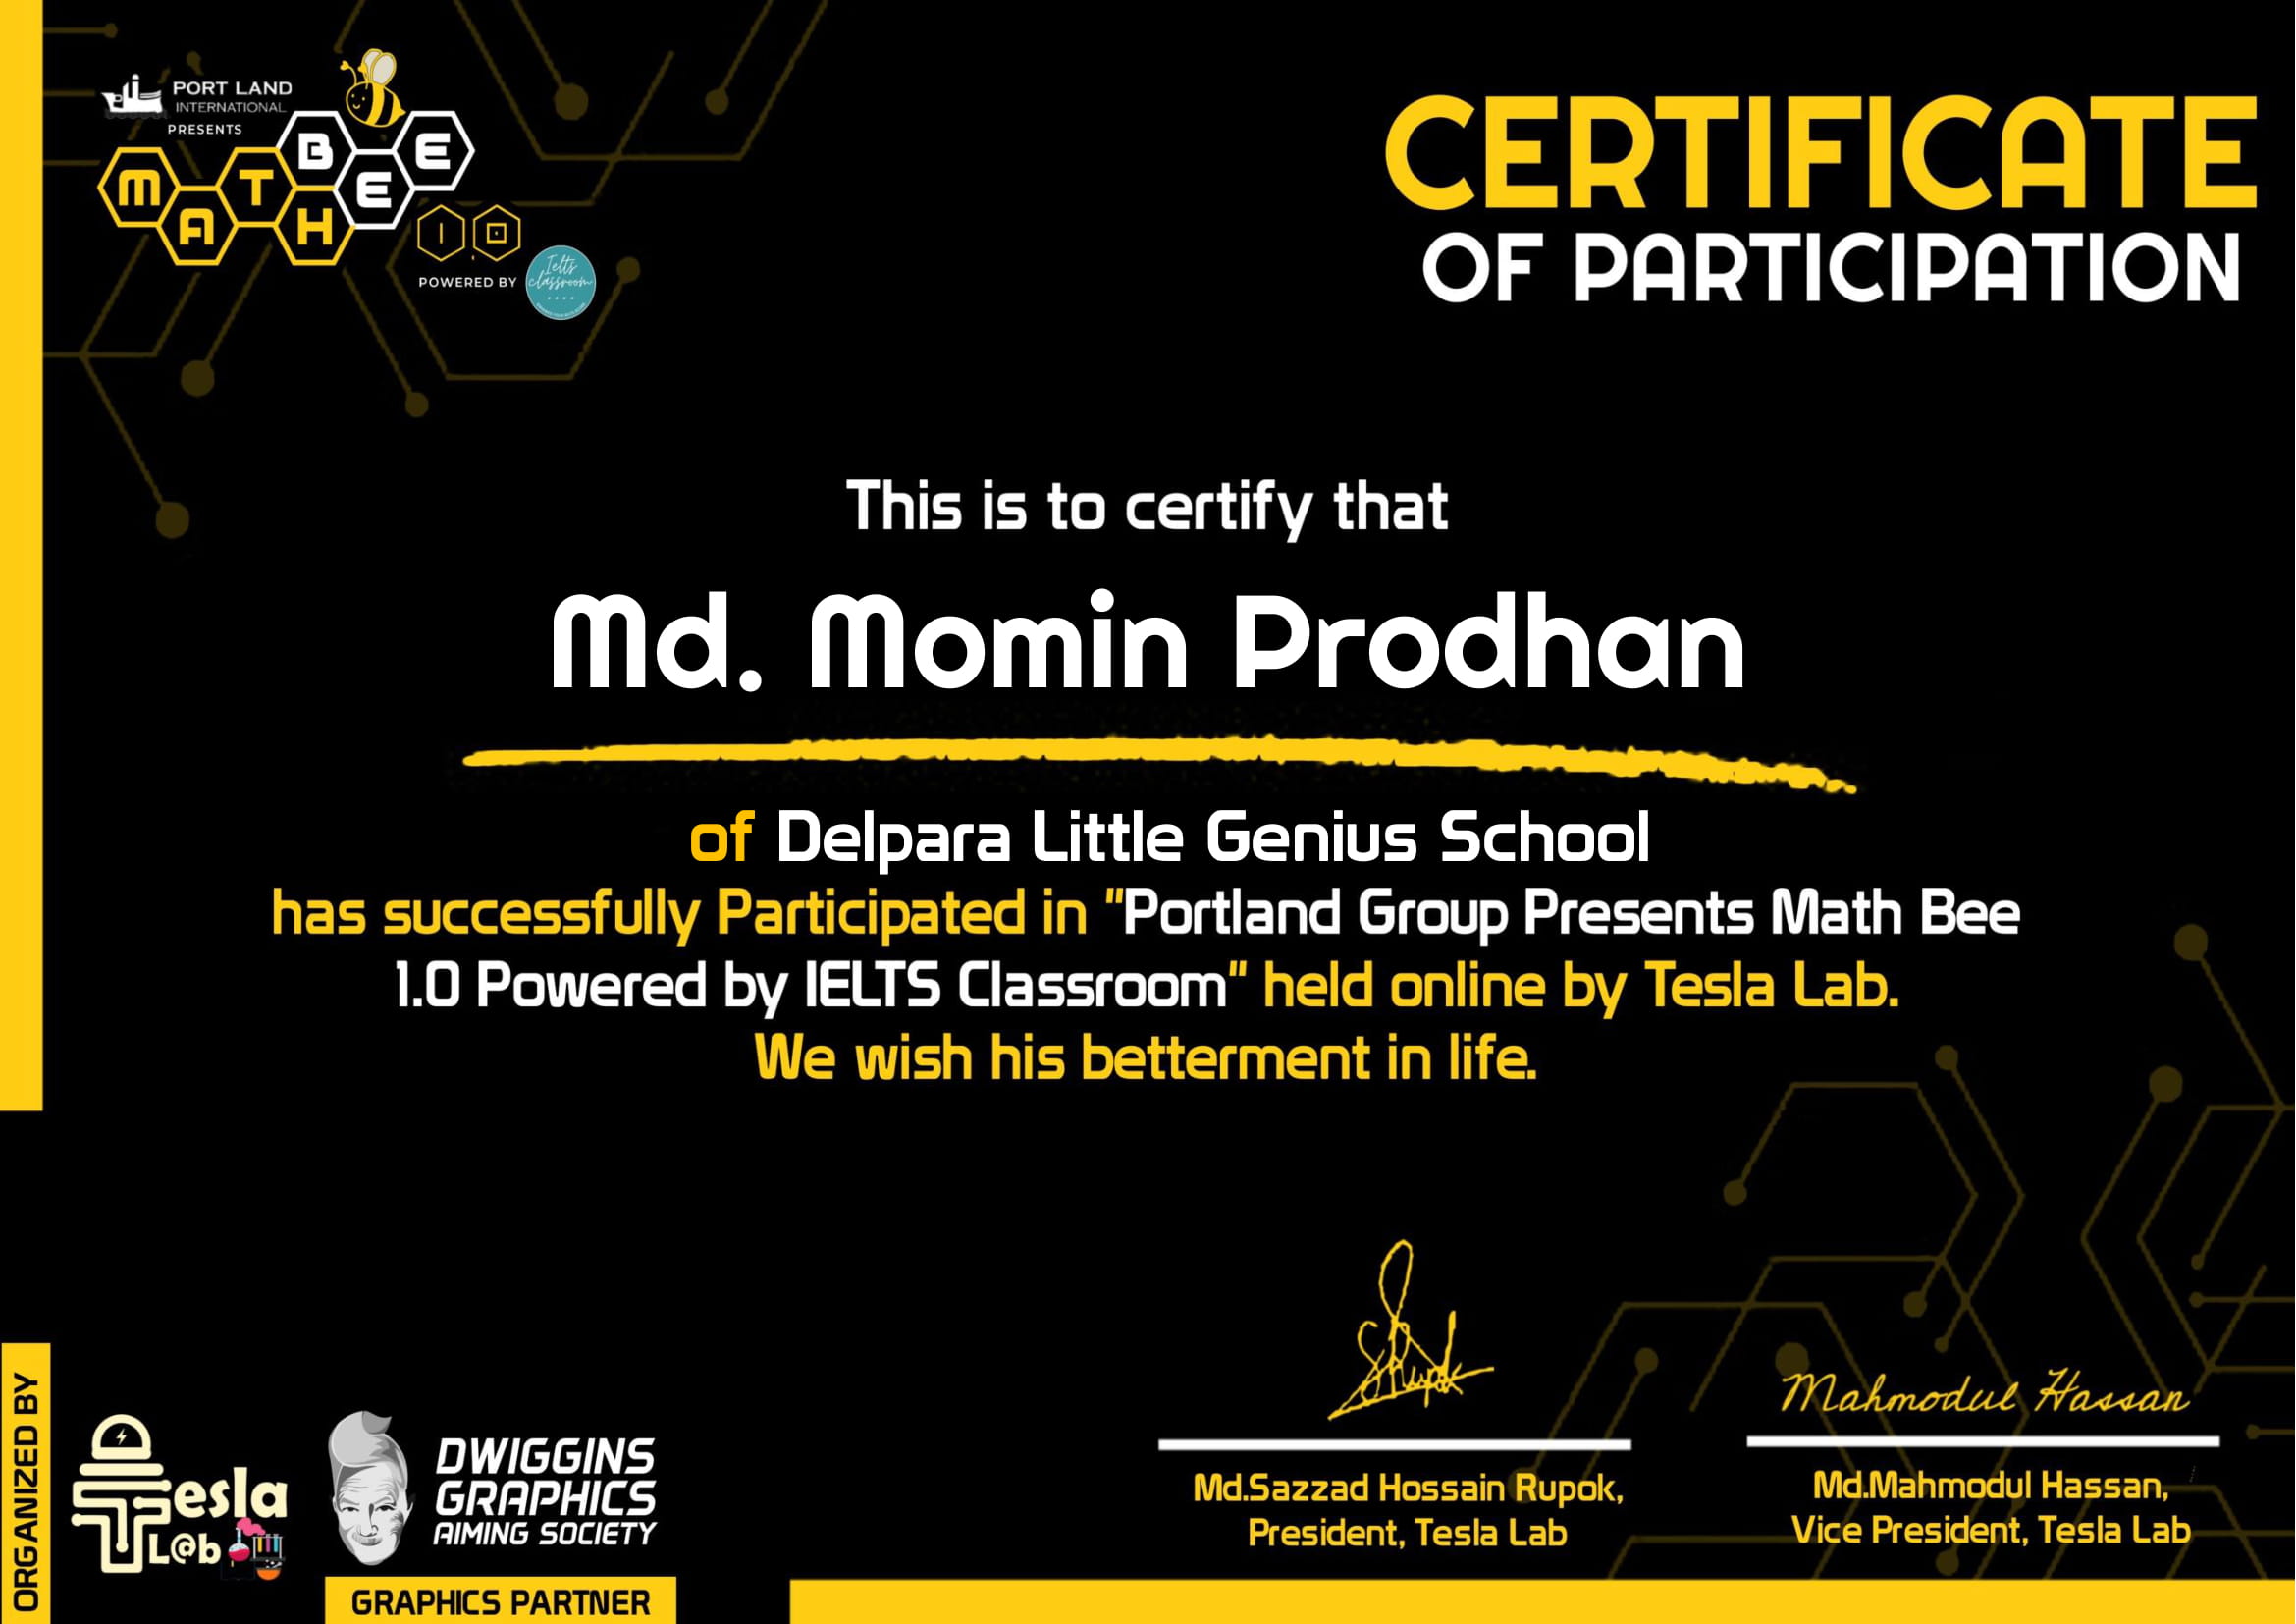 PORT LAND
INTERNATIONAL
PRESENTS
MATH BEE
1.0
POWERED BY
Ielts
classroom
CERTIFICATE
OF PARTICIPATION
This is to certify that
Md. Momin Prodhan
of Delpara Little Genius School
has successfully Participated in "Portland Group Presents Math Bee
1.0 Powered by IELTS Classroom" held online by Tesla Lab.
We wish his betterment in life.
ORGANIZED BY
Tesla
L@b
DWIGGINS
GRAPHICS
AIMING SOCIETY
GRAPHICS PARTNER
SRupok
Md.Sazzad Hossain Rupok,
President, Tesla Lab
Mahmodul Hassan
Md.Mahmodul Hassan,
Vice President, Tesla Lab